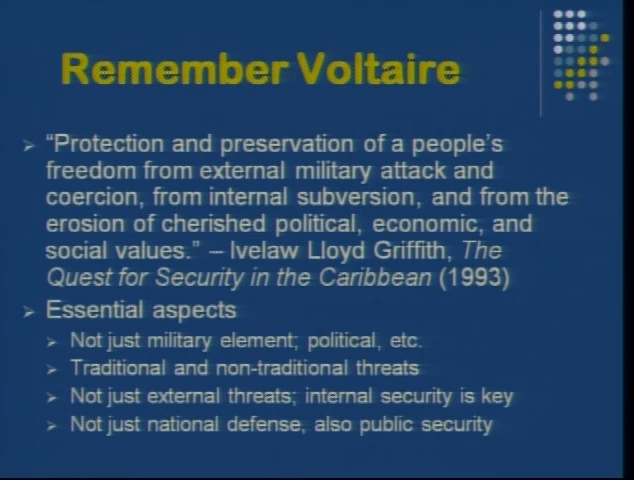 Remember Voltaire
“Protection and preservation of a people’s
freedom from external military attack and
coercion, from internal subversion, and from the
erosion of cherished political, economic, and
social values.” – Ivelaw Lloyd Griffith, The
Quest for Security in the Caribbean (1993)
Essential aspects
Not just military element; political, etc.
Traditional and non-traditional threats
Not just external threats; internal security is key
Not just national defense, also public security